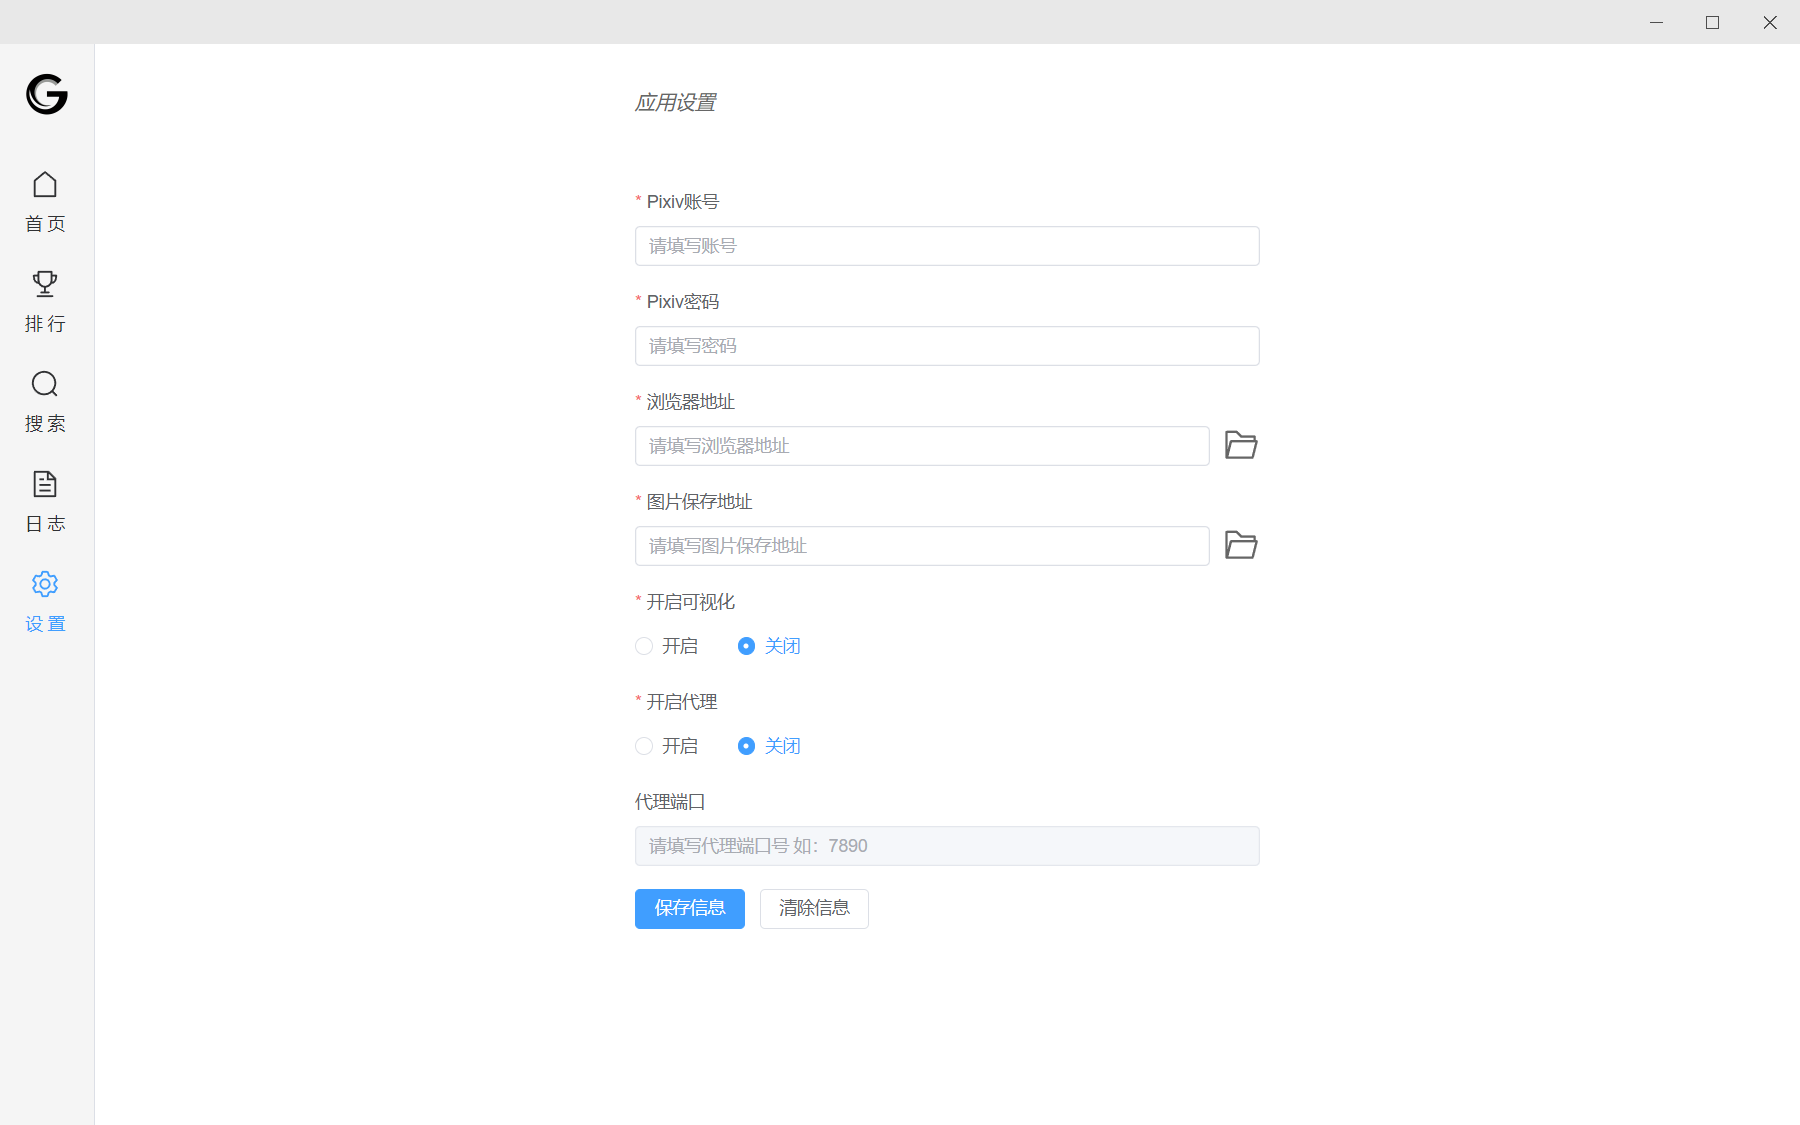 首页
排行
搜索
日志
设置
应用设置
* Pixiv账号
请填写账号
* Pixiv密码
请填写密码
* 浏览器地址
请填写浏览器地址
* 图片保存地址
请填写图片保存地址
* 开启可视化
开启 关闭
* 开启代理
开启 关闭
代理端口
请填写代理端口号 如：7890
保存信息 清除信息